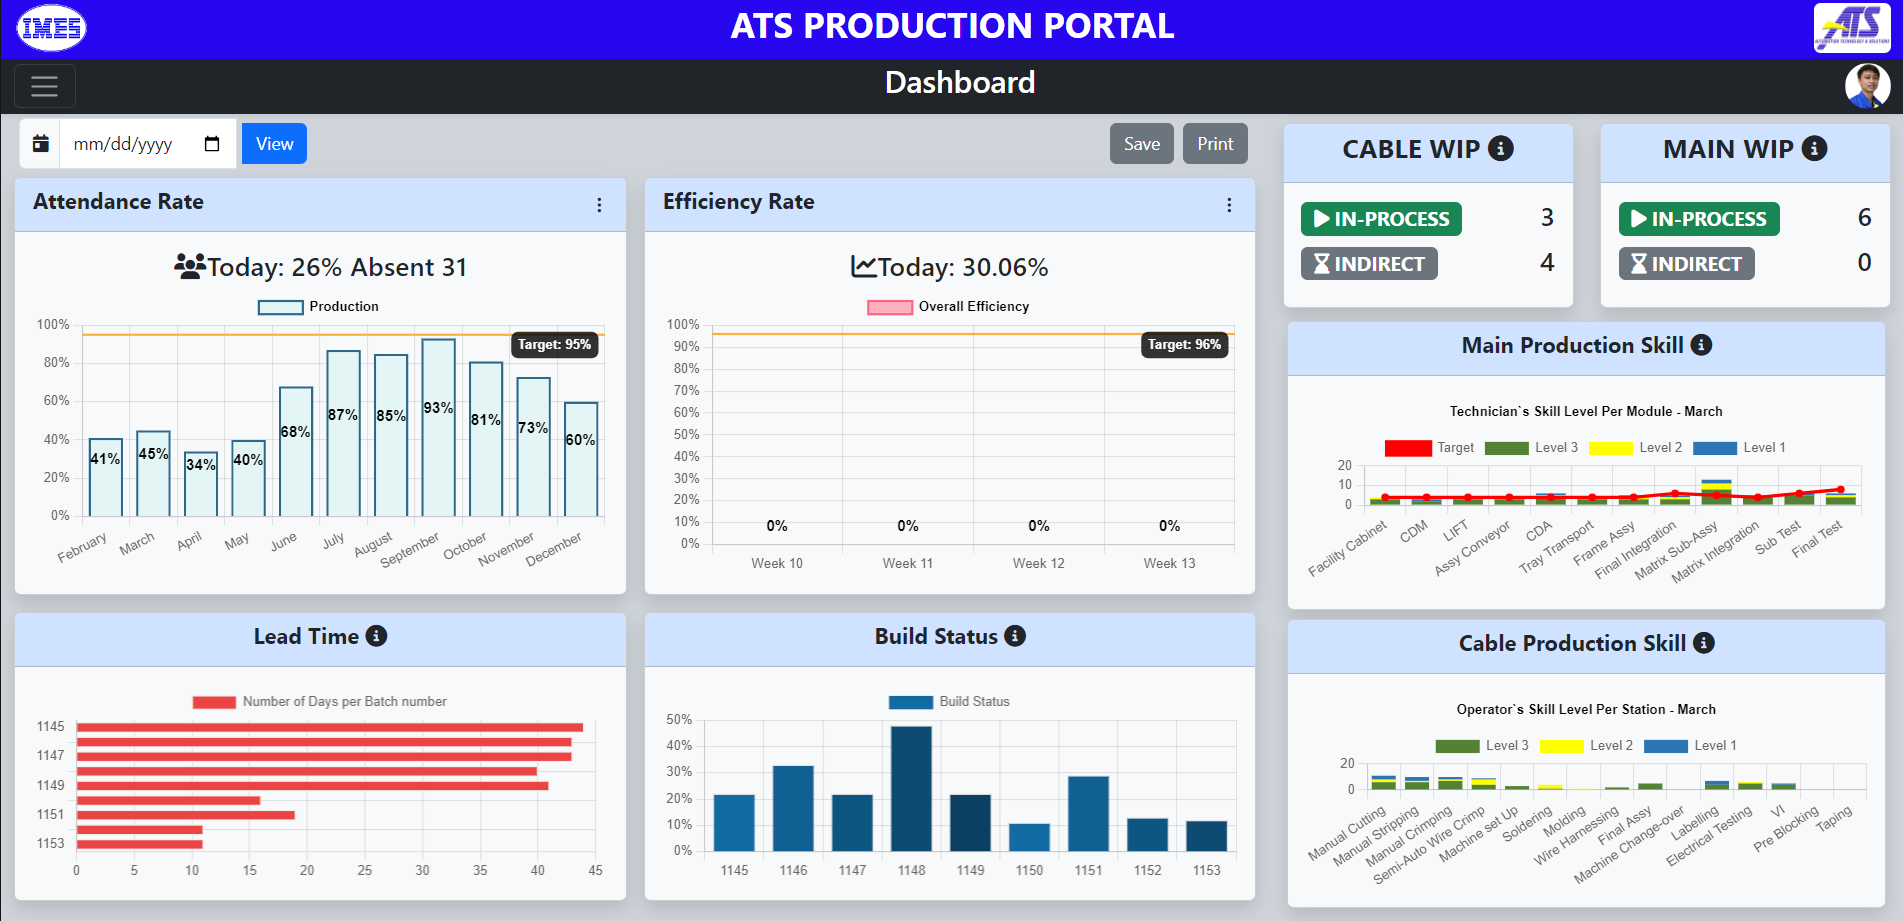 IMES
ATS PRODUCTION PORTAL
ATS
AUTOMATION TECHNOLOGY & SOLUTIONS
Dashboard
mm/dd/yyyy
View
Save
Print
Attendance Rate
Today: 26% Absent 31
Production
100%
80%
60%
40%
20%
0%
Target: 95%
41%
45%
34%
40%
68%
87%
85%
93%
81%
73%
60%
February
March
April
May
June
July
August
September
October
November
December
Efficiency Rate
Today: 30.06%
Overall Efficiency
100%
90%
80%
70%
60%
50%
40%
30%
20%
10%
0%
Target: 96%
0%
0%
0%
0%
Week 10
Week 11
Week 12
Week 13
CABLE WIP
IN-PROCESS 3
INDIRECT 4
MAIN WIP
IN-PROCESS 6
INDIRECT 0
Main Production Skill
Technician`s Skill Level Per Module - March
Target
Level 3
Level 2
Level 1
20
10
0
Facility Cabinet
CDM
LIFT
Assy Conveyor
CDA
Tray Transport
Frame Assy
Final Integration
Matrix Sub-Assy
Matrix Integration
Sub Test
Final Test
Lead Time
Number of Days per Batch number
1145
1147
1149
1151
1153
0
5
10
15
20
25
30
35
40
45
Build Status
Build Status
50%
40%
30%
20%
10%
0%
1145
1146
1147
1148
1149
1150
1151
1152
1153
Cable Production Skill
Operator`s Skill Level Per Station - March
Level 3
Level 2
Level 1
20
0
Manual Cutting
Manual Stripping
Manual Crimping
Semi-Auto Wire Crimp
Machine set Up
Soldering
Molding
Wire Harnessing
Final Assy
Machine Change-over
Labelling
Electrical Testing
VI
Pre Blocking
Taping